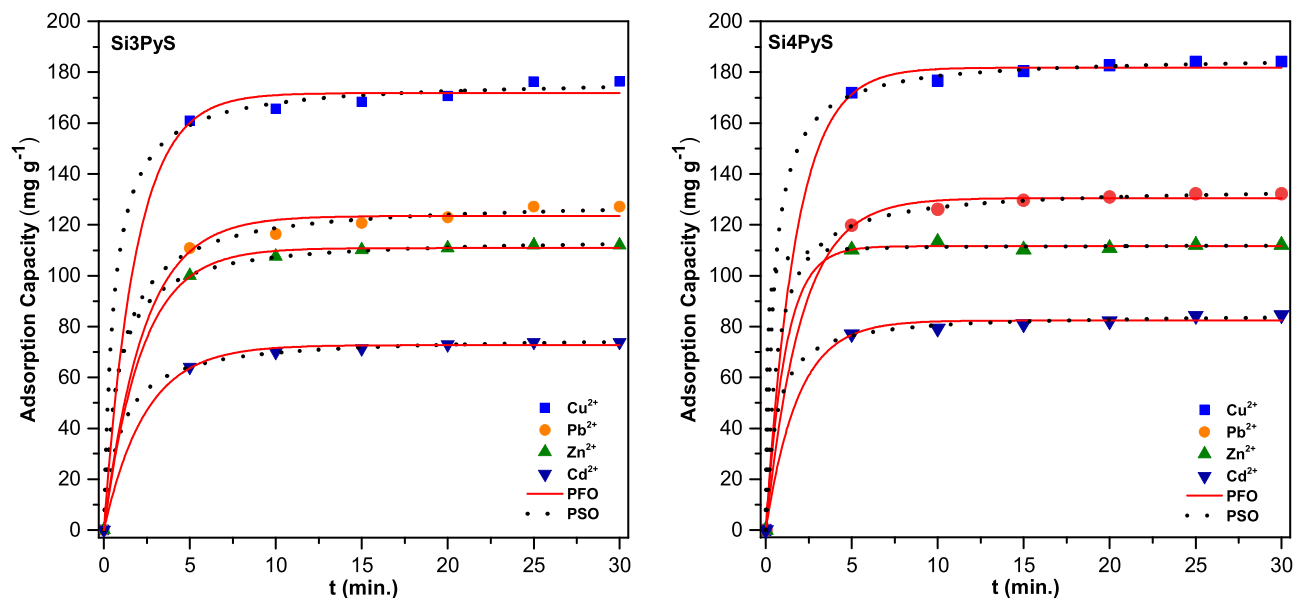 Si3PyS
Adsorption Capacity (mg g⁻¹)
200
180
160
140
120
100
80
60
40
20
0
Cu²⁺
Pb²⁺
Zn²⁺
Cd²⁺
PFO
PSO
0 5 10 15 20 25 30
t (min.)
Si4PyS
Adsorption Capacity (mg g⁻¹)
200
180
160
140
120
100
80
60
40
20
0
Cu²⁺
Pb²⁺
Zn²⁺
Cd²⁺
PFO
PSO
0 5 10 15 20 25 30
t (min.)